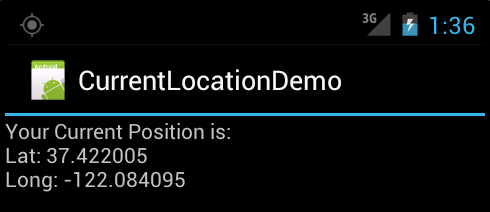 3G 1:36
Android
CurrentLocationDemo
Your Current Position is:
Lat: 37.422005
Long: -122.084095